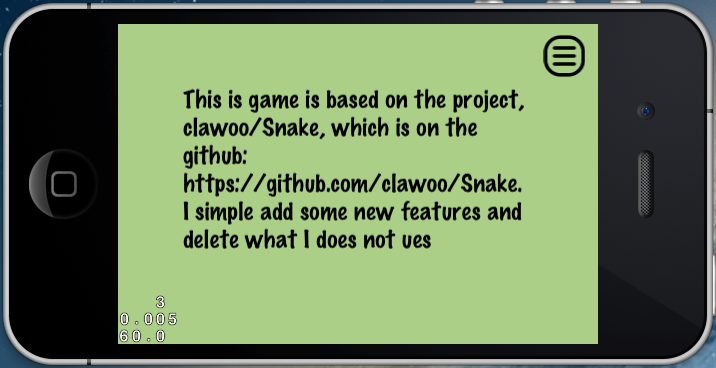 This is game is based on the project,
clawoo/Snake, which is on the
github:
https://github.com/clawoo/Snake.
I simple add some new features and
delete what I does not ues
3
0.005
60.0